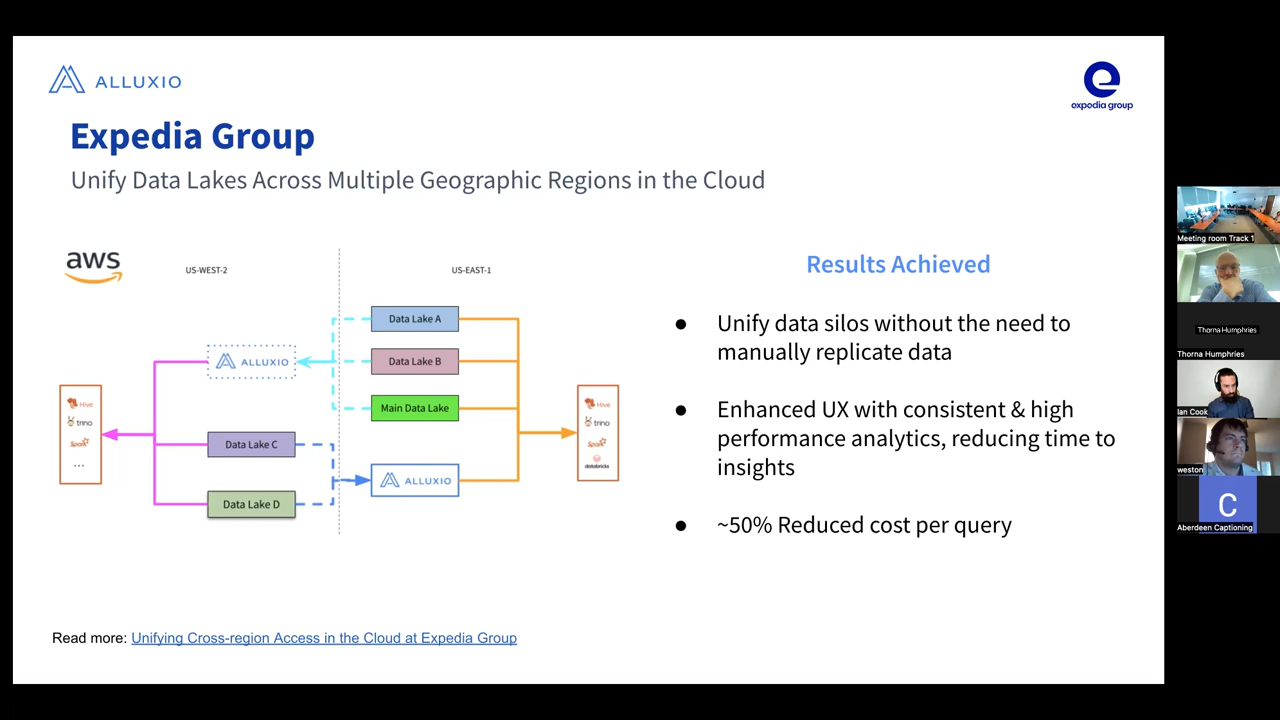 ALLUXIO
expedia group
Expedia Group
Unify Data Lakes Across Multiple Geographic Regions in the Cloud
aws
US-WEST-2
US-EAST-1
Data Lake A
ALLUXIO
Data Lake B
Main Data Lake
Hive
trino
Spark
...
Data Lake C
Data Lake D
ALLUXIO
Hive
trino
Spark
databricks
Results Achieved
● Unify data silos without the need to
manually replicate data
● Enhanced UX with consistent & high
performance analytics, reducing time to
insights
● ~50% Reduced cost per query
Read more: Unifying Cross-region Access in the Cloud at Expedia Group
Meeting room Track 1
Thorna Humphries
Thorna Humphries
Ian Cook
weston
C
Aberdeen Captioning